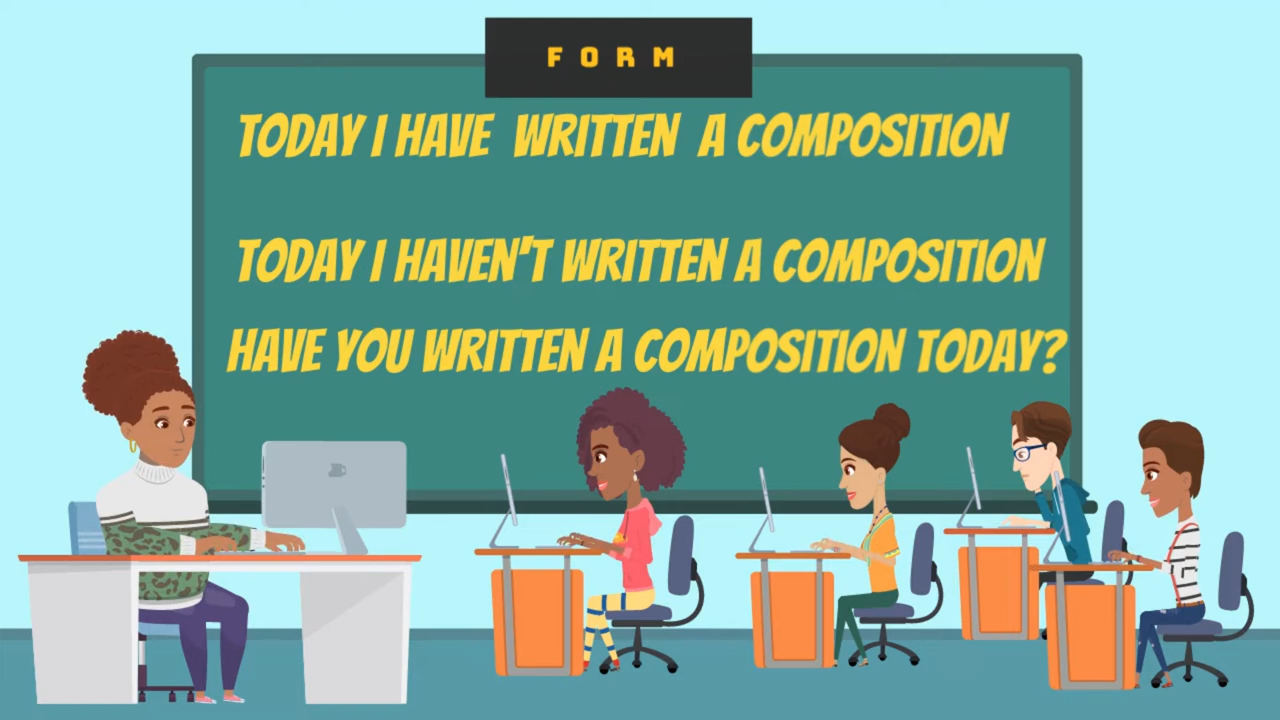 FORM
TODAY I HAVE WRITTEN A COMPOSITION
TODAY I HAVEN'T WRITTEN A COMPOSITION
HAVE YOU WRITTEN A COMPOSITION TODAY?